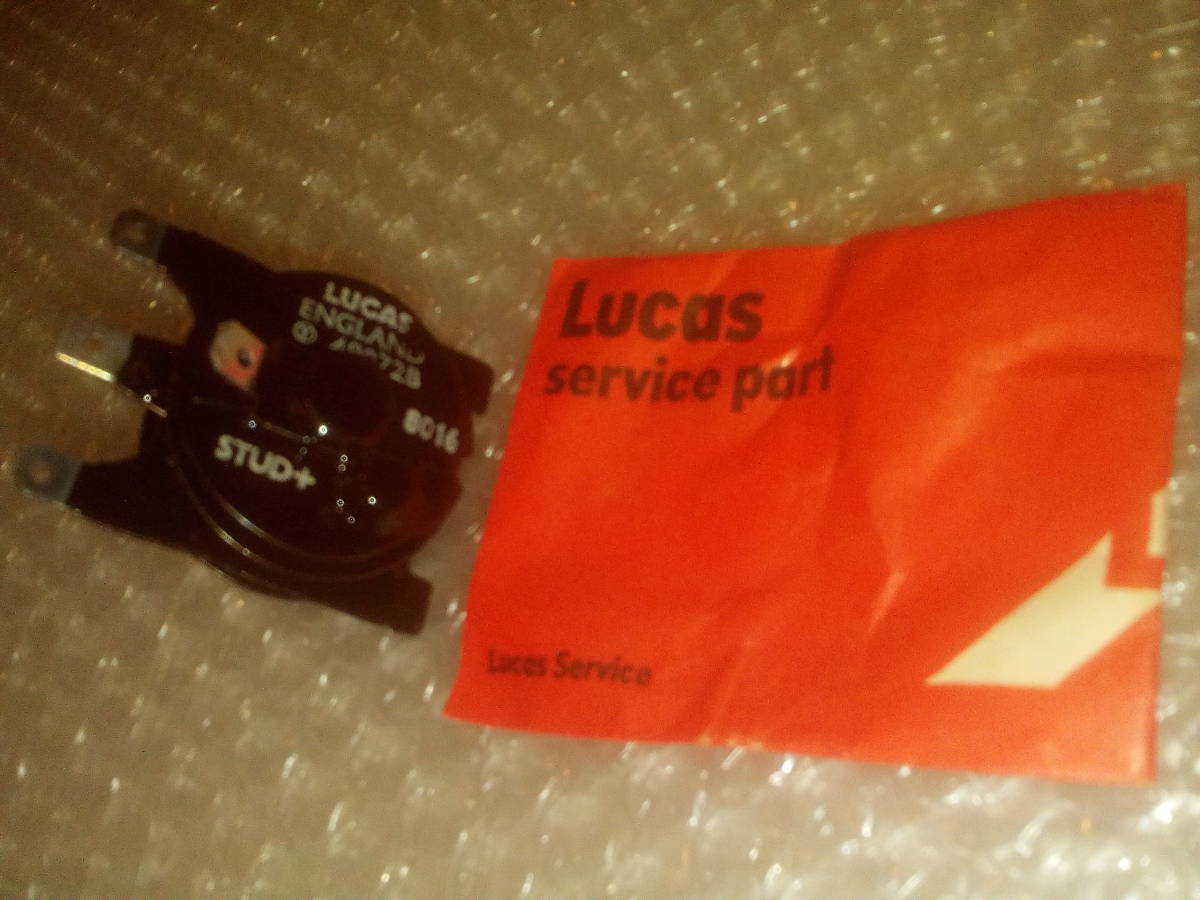 LUCAS
ENGLAND
8016
STUD+
Lucas
service part
Lucas Service